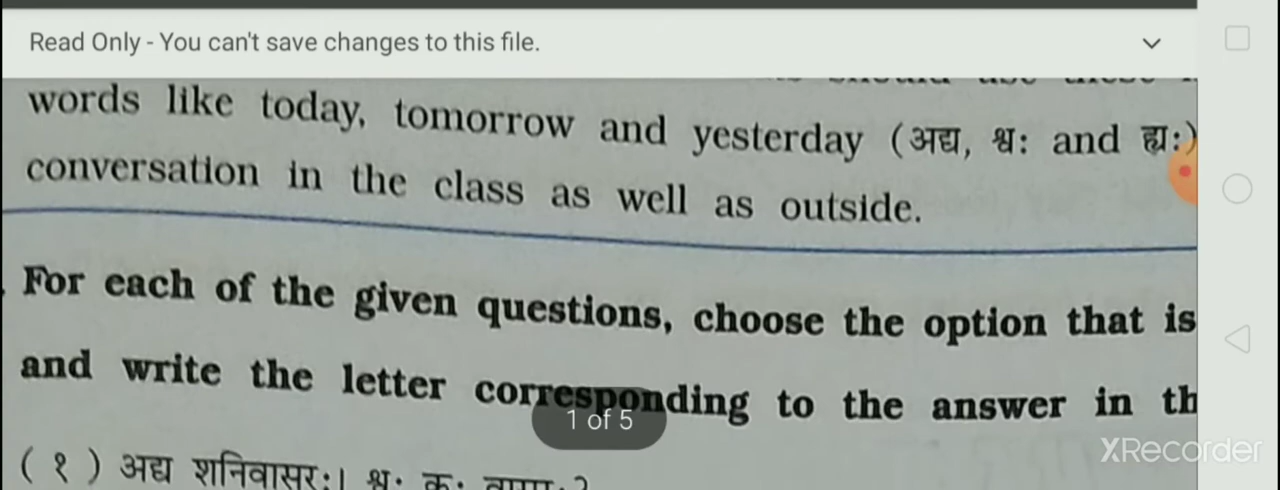 Read Only - You can't save changes to this file.
words like today, tomorrow and yesterday (अद्य, श्वः and ह्यः)
conversation in the class as well as outside.
For each of the given questions, choose the option that is
and write the letter corresponding to the answer in th
1 of 5
XRecorder
( १ ) अद्य शनिवासरः। श्वः कः